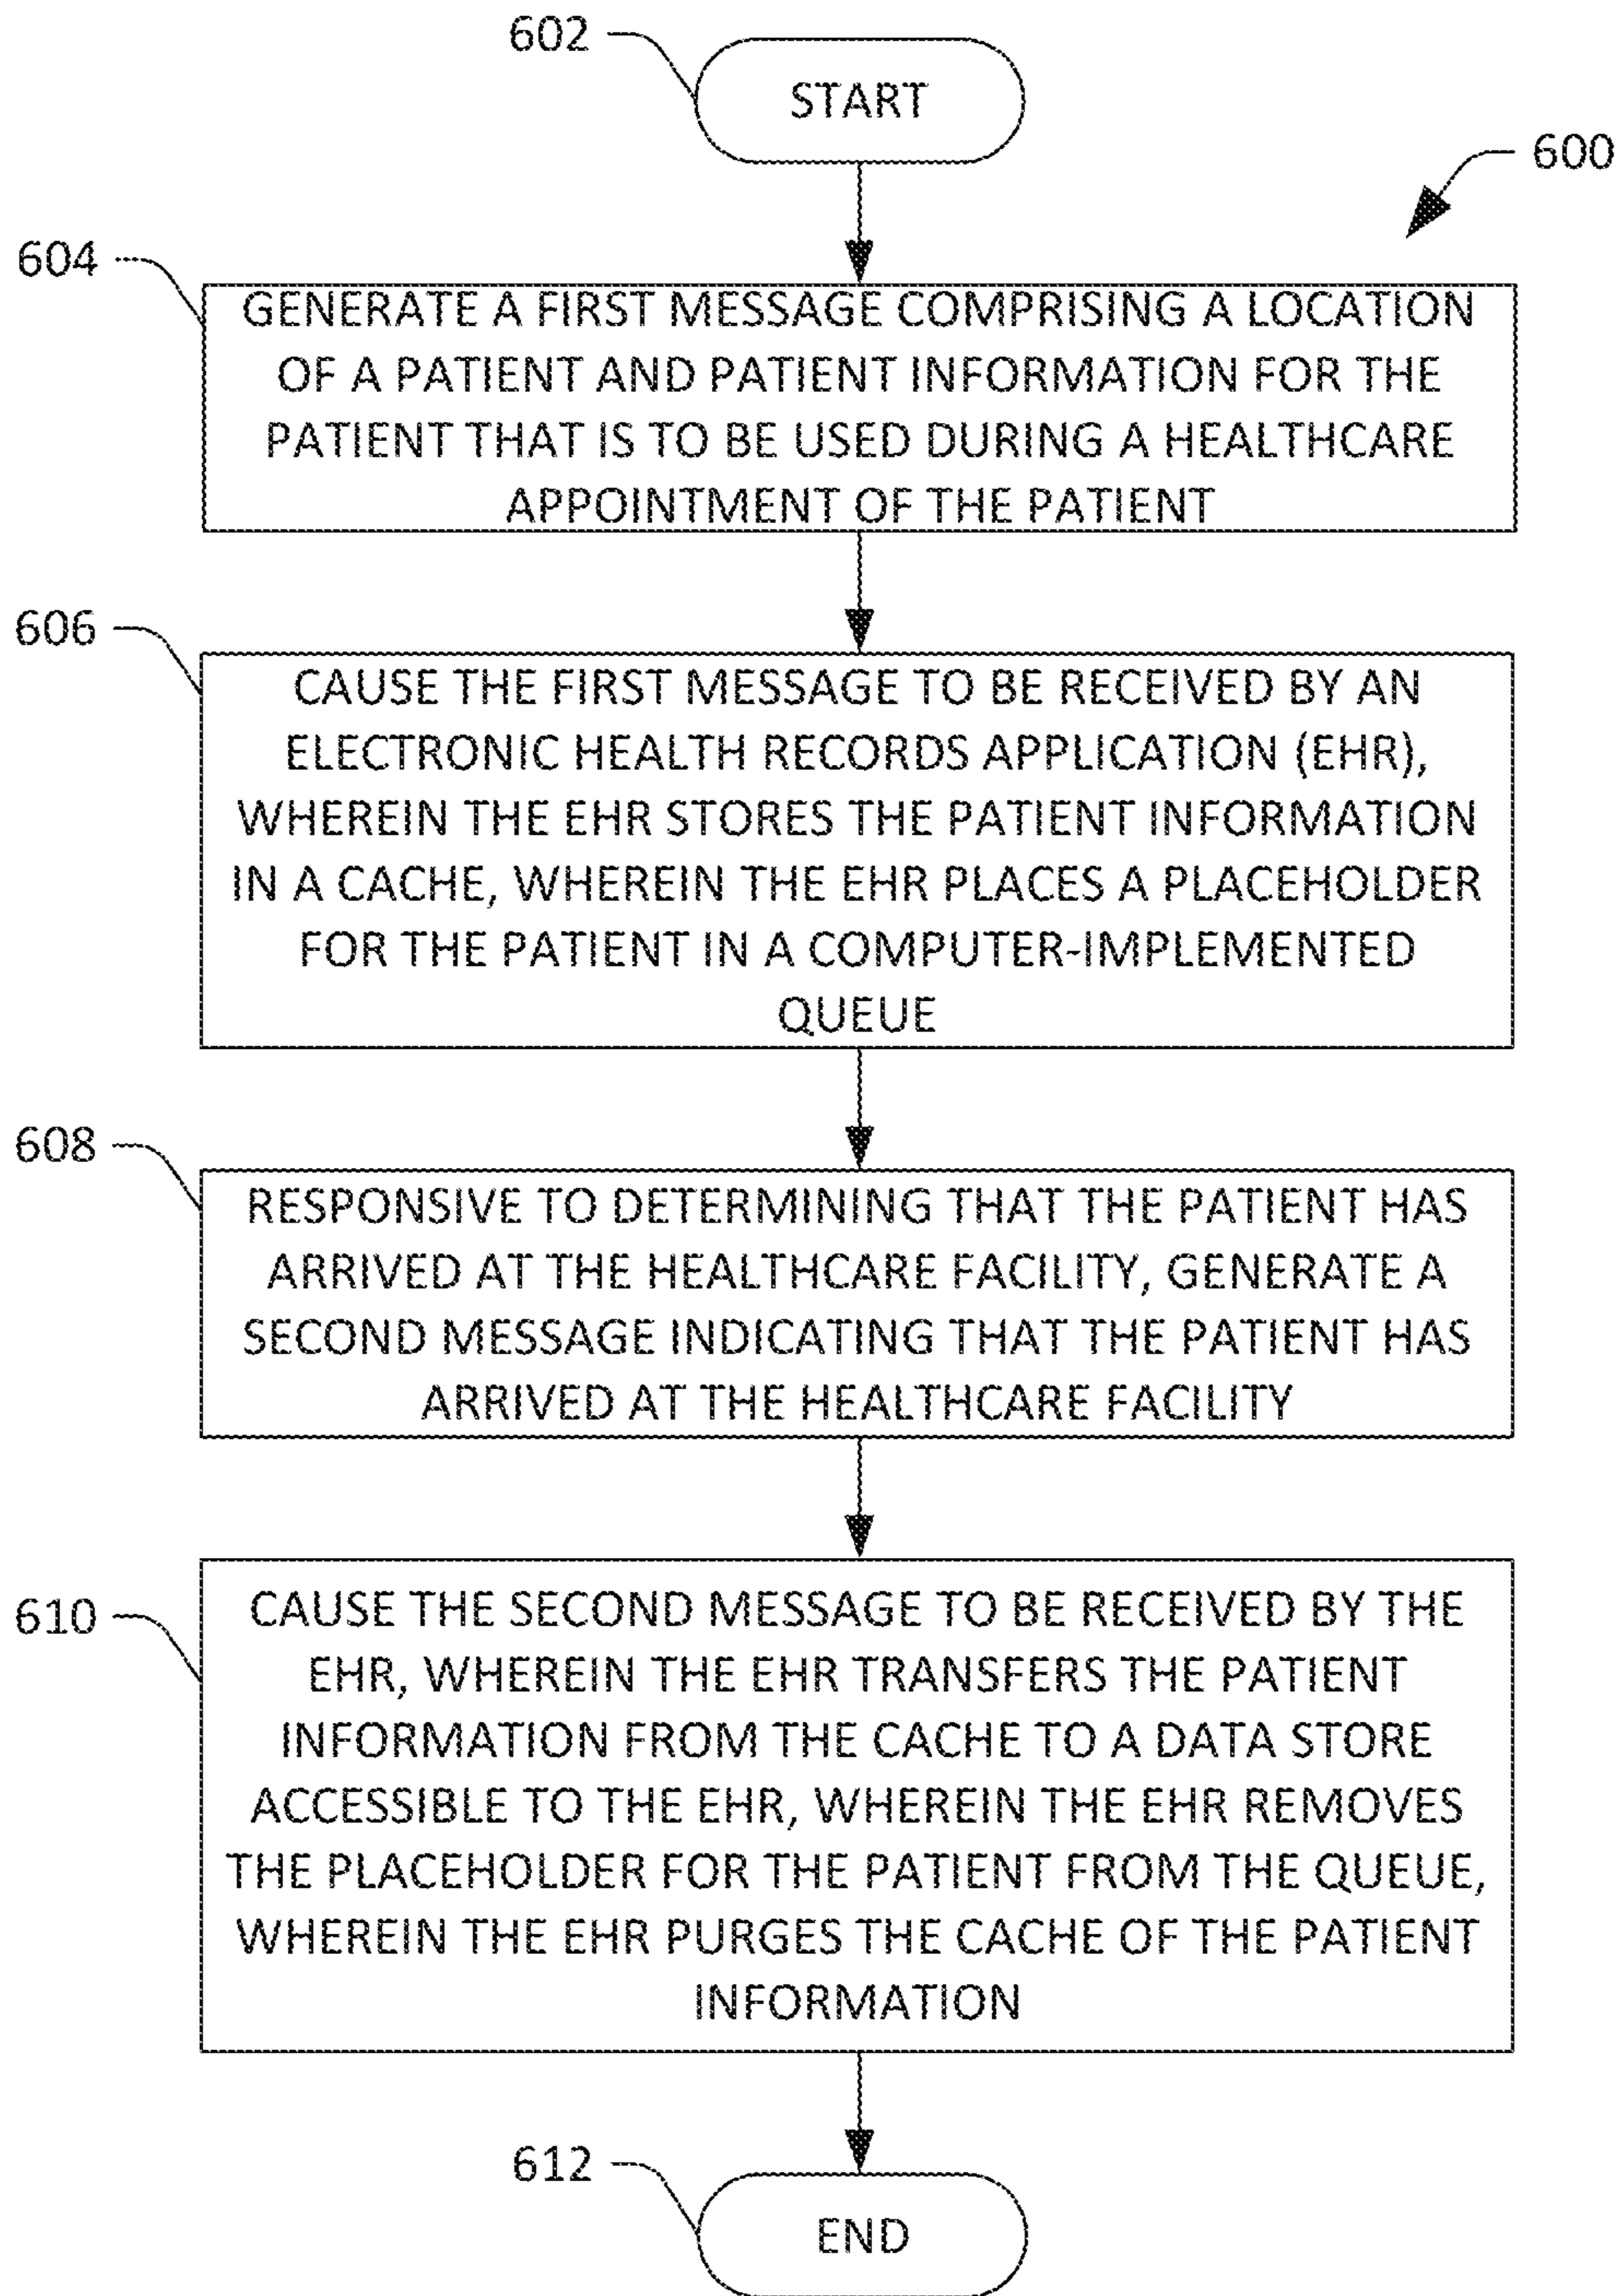 602
START
600
604
GENERATE A FIRST MESSAGE COMPRISING A LOCATION
OF A PATIENT AND PATIENT INFORMATION FOR THE
PATIENT THAT IS TO BE USED DURING A HEALTHCARE
APPOINTMENT OF THE PATIENT
606
CAUSE THE FIRST MESSAGE TO BE RECEIVED BY AN
ELECTRONIC HEALTH RECORDS APPLICATION (EHR),
WHEREIN THE EHR STORES THE PATIENT INFORMATION
IN A CACHE, WHEREIN THE EHR PLACES A PLACEHOLDER
FOR THE PATIENT IN A COMPUTER-IMPLEMENTED
QUEUE
608
RESPONSIVE TO DETERMINING THAT THE PATIENT HAS
ARRIVED AT THE HEALTHCARE FACILITY, GENERATE A
SECOND MESSAGE INDICATING THAT THE PATIENT HAS
ARRIVED AT THE HEALTHCARE FACILITY
610
CAUSE THE SECOND MESSAGE TO BE RECEIVED BY THE
EHR, WHEREIN THE EHR TRANSFERS THE PATIENT
INFORMATION FROM THE CACHE TO A DATA STORE
ACCESSIBLE TO THE EHR, WHEREIN THE EHR REMOVES
THE PLACEHOLDER FOR THE PATIENT FROM THE QUEUE,
WHEREIN THE EHR PURGES THE CACHE OF THE PATIENT
INFORMATION
612
END